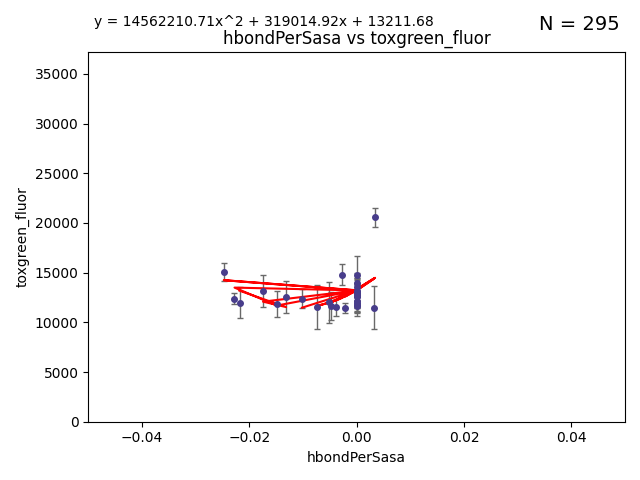 y = 14562210.71x^2 + 319014.92x + 13211.68
N = 295
hbondPerSasa vs toxgreen_fluor
35000
30000
25000
20000
15000
10000
5000
0
toxgreen_fluor
−0.04
−0.02
0.00
0.02
0.04
hbondPerSasa